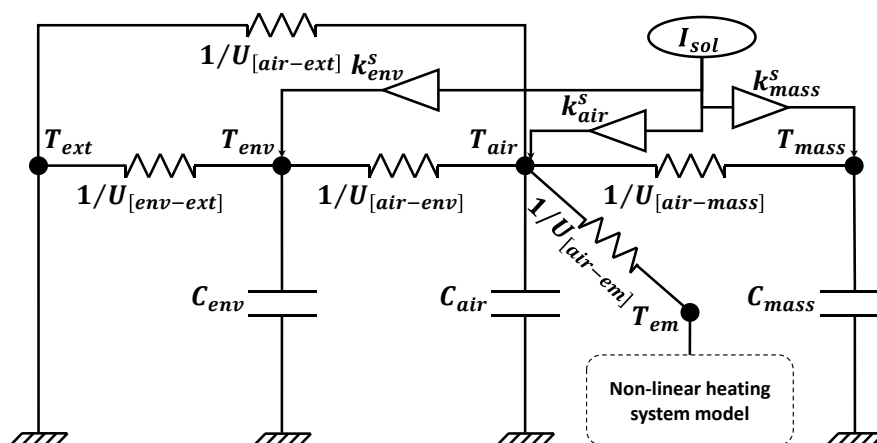 I_sol
1/U_[air-ext]
k^s_env
k^s_mass
k^s_air
T_ext
T_env
T_air
T_mass
1/U_[env-ext]
1/U_[air-env]
1/U_[air-mass]
1/U_[air-em]
C_env
C_air
T_em
C_mass
Non-linear heating
system model